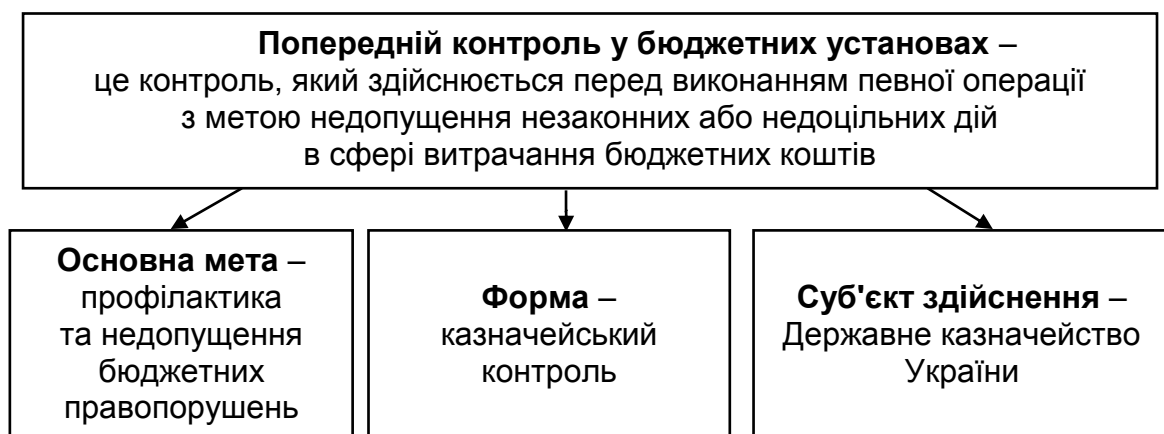 Попередній контроль у бюджетних установах –
це контроль, який здійснюється перед виконанням певної операції
з метою недопущення незаконних або недоцільних дій
в сфері витрачання бюджетних коштів
Основна мета –
профілактика
та недопущення
бюджетних
правопорушень
Форма –
казначейський
контроль
Суб'єкт здійснення –
Державне казначейство
України